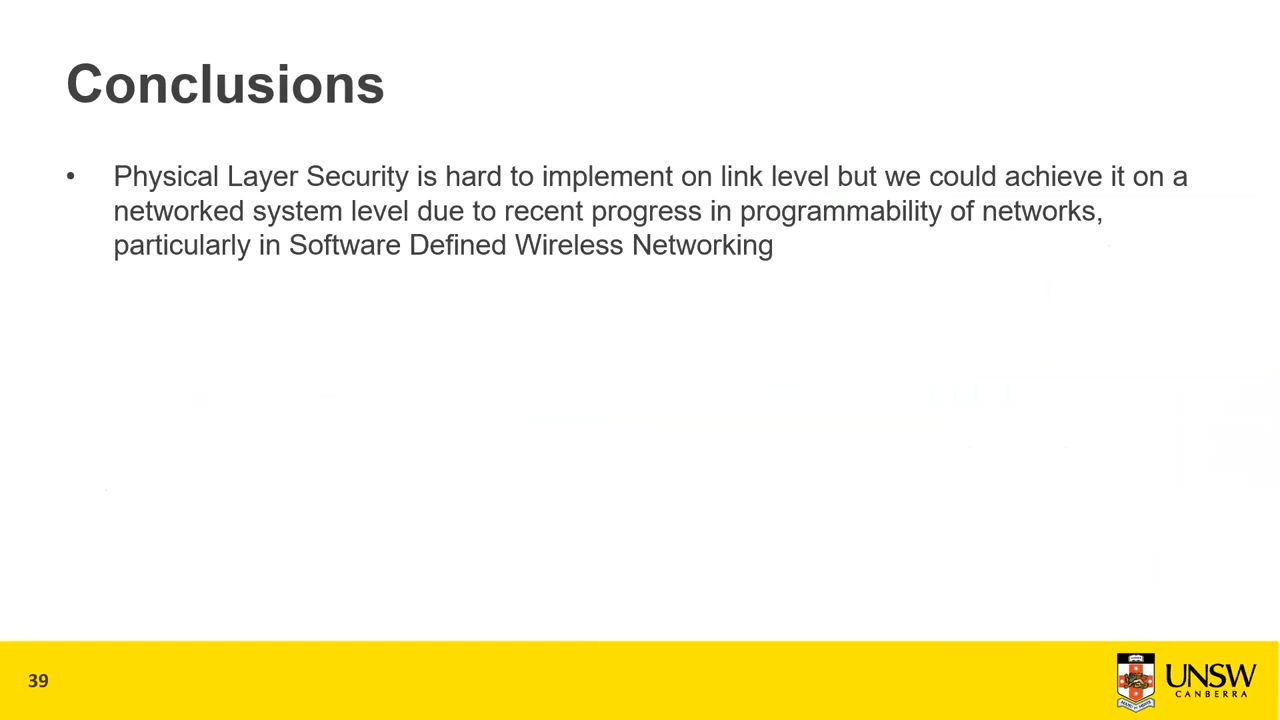 Conclusions
• Physical Layer Security is hard to implement on link level but we could achieve it on a
networked system level due to recent progress in programmability of networks,
particularly in Software Defined Wireless Networking
39
UNSW
CANBERRA